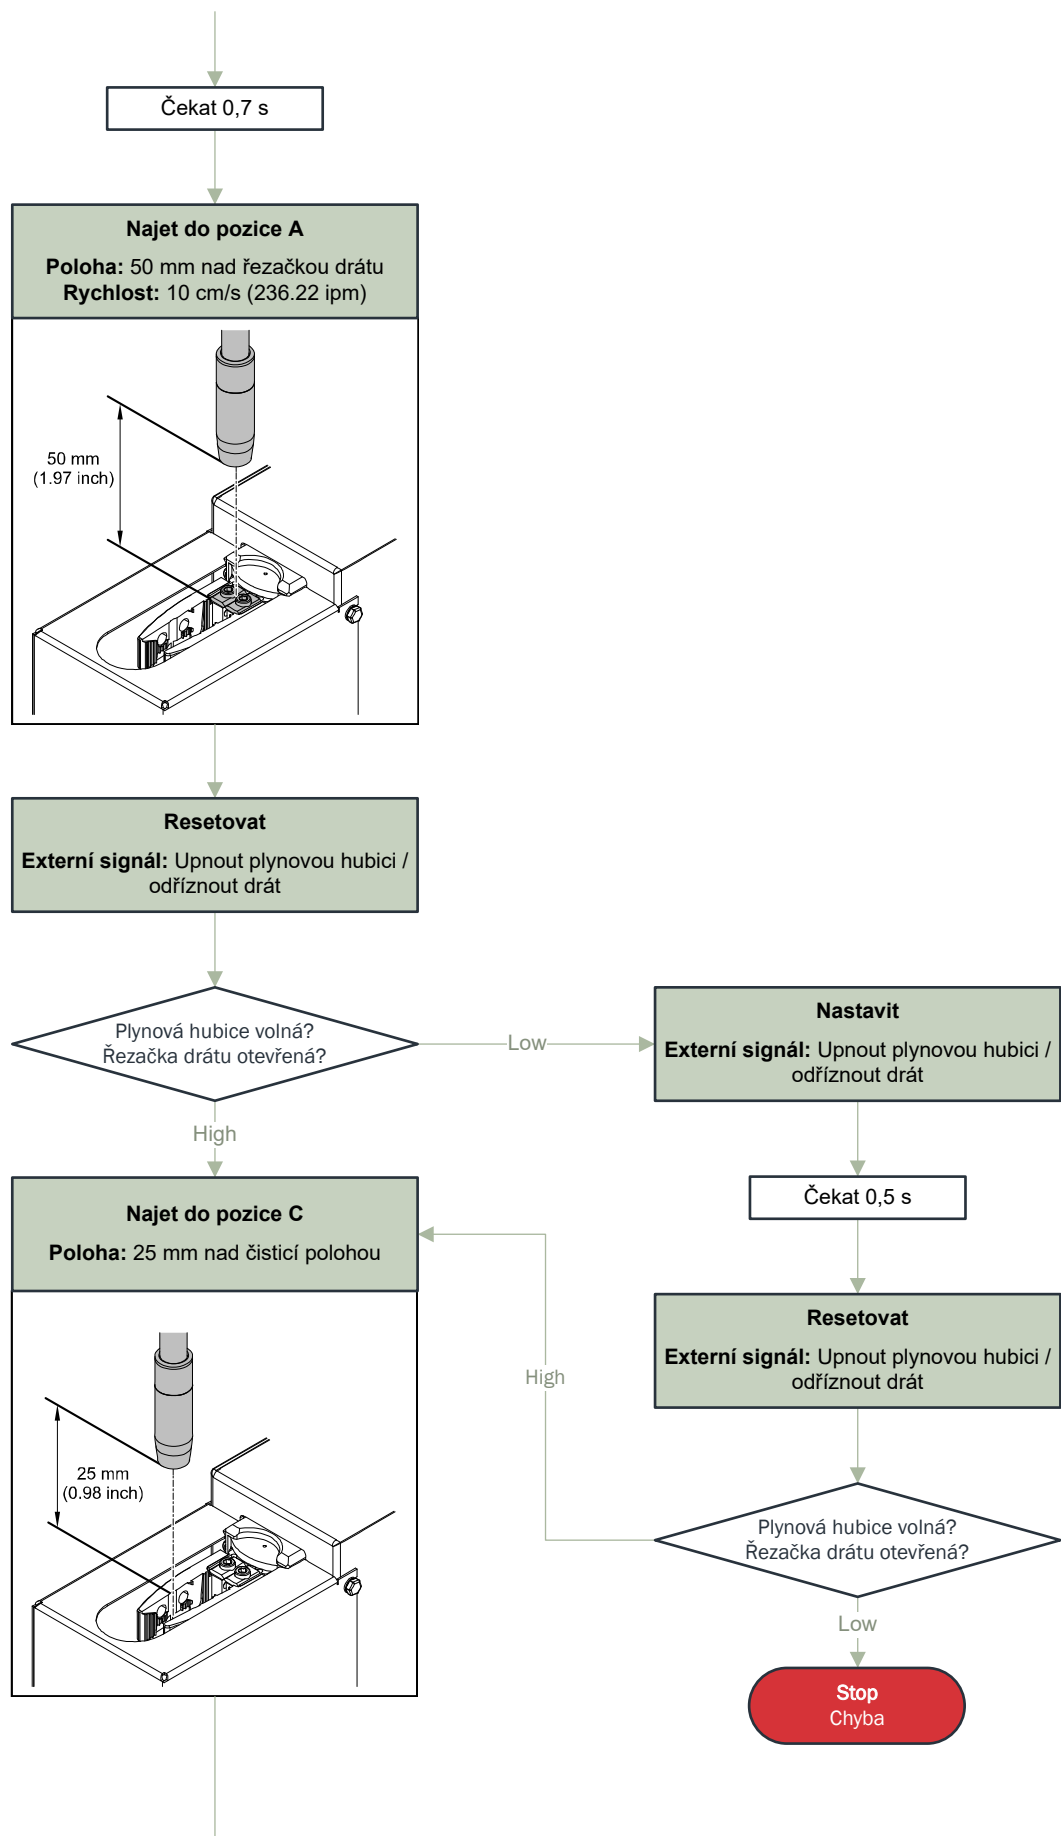 Čekat 0,7 s
Najet do pozice A
Poloha: 50 mm nad řezačkou drátu
Rychlost: 10 cm/s (236.22 ipm)
50 mm
(1.97 inch)
Resetovat
Externí signál: Upnout plynovou hubici /
odříznout drát
Plynová hubice volná?
Řezačka drátu otevřená?
Low
Nastavit
Externí signál: Upnout plynovou hubici /
odříznout drát
High
Čekat 0,5 s
Najet do pozice C
Poloha: 25 mm nad čisticí polohou
Resetovat
Externí signál: Upnout plynovou hubici /
odříznout drát
High
25 mm
(0.98 inch)
Plynová hubice volná?
Řezačka drátu otevřená?
Low
Stop
Chyba